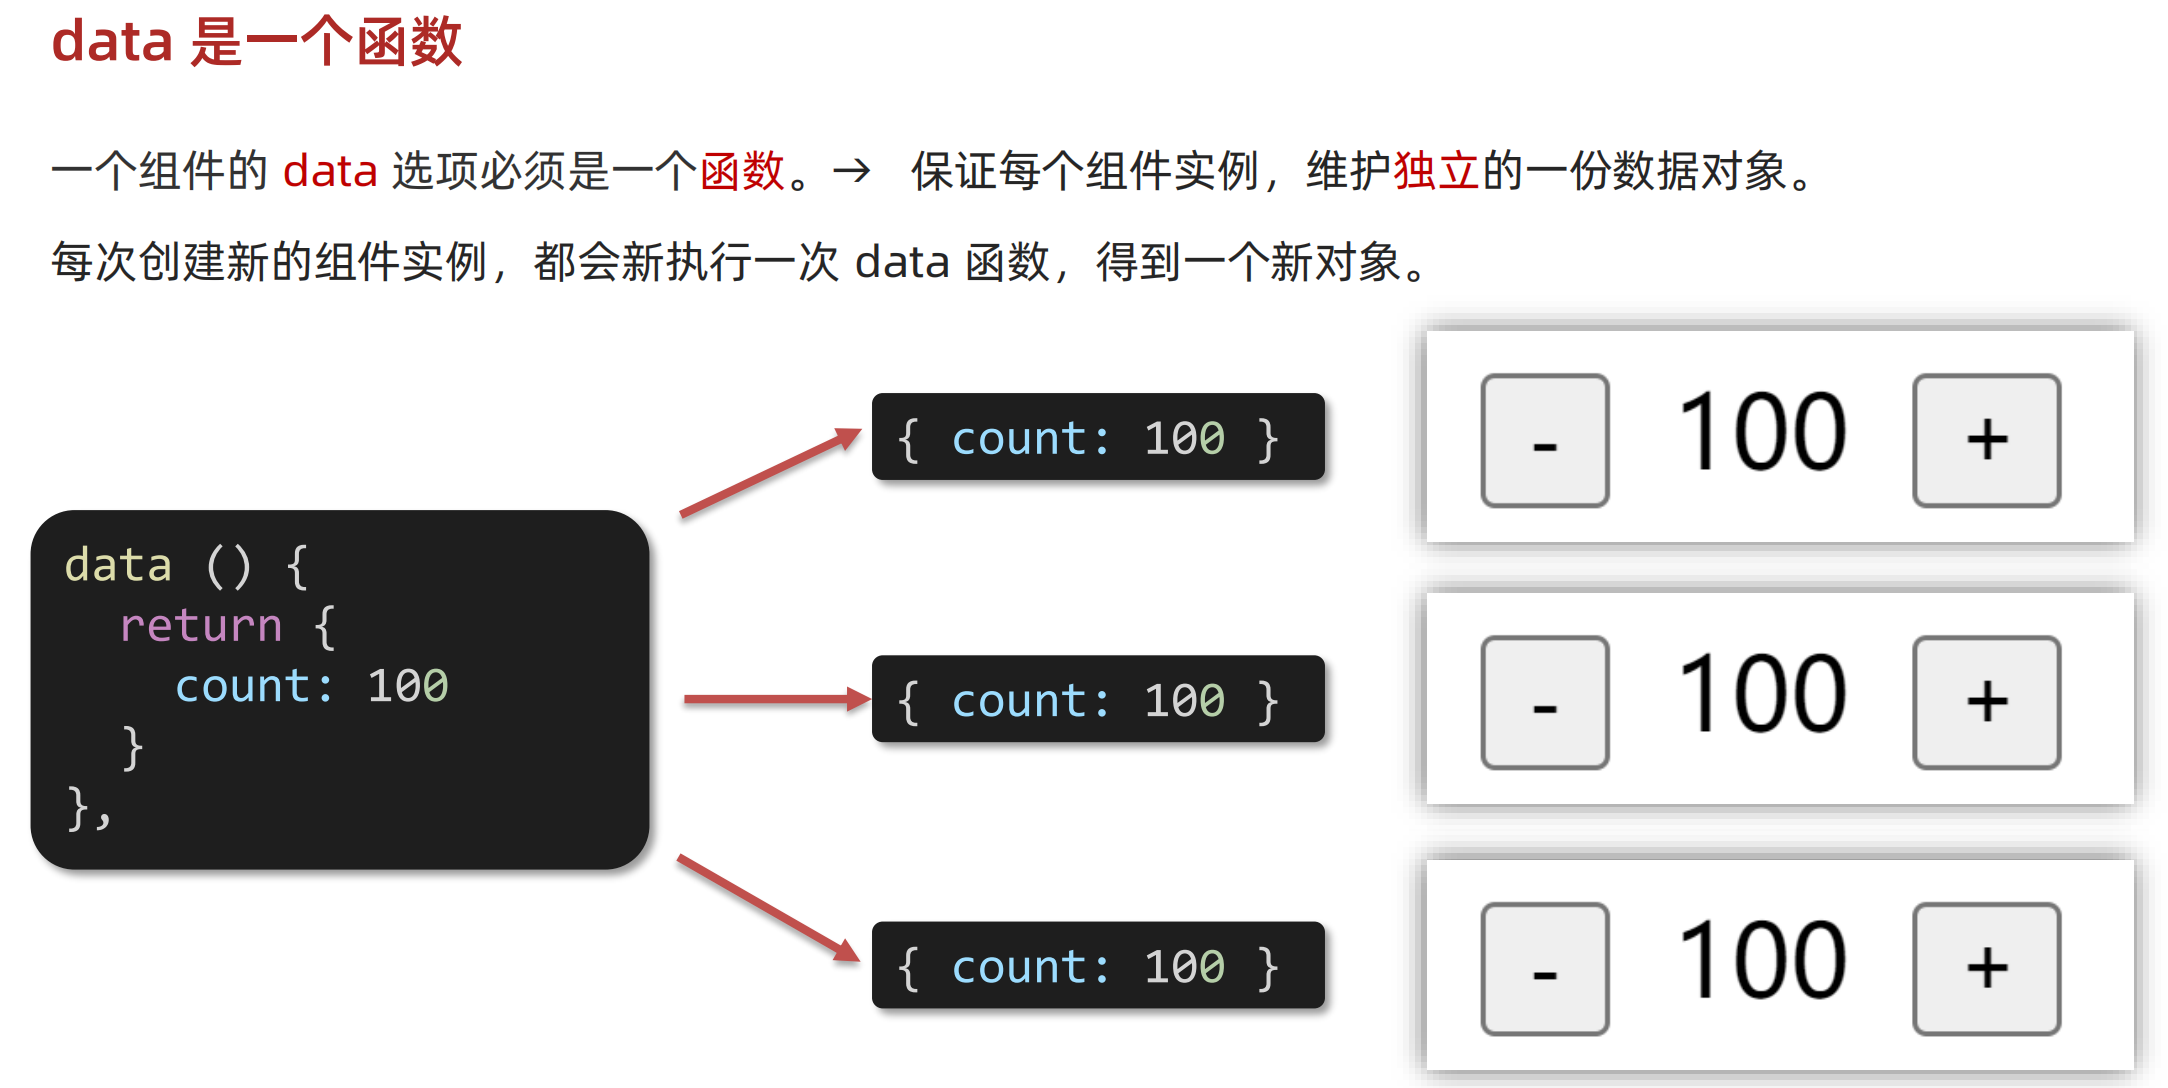 data 是一个函数
一个组件的 data 选项必须是一个函数。→ 保证每个组件实例，维护独立的一份数据对象。
每次创建新的组件实例，都会新执行一次 data 函数，得到一个新对象。
data () {
return {
count: 100
}
},
{ count: 100 }
- 100 +
{ count: 100 }
- 100 +
{ count: 100 }
- 100 +